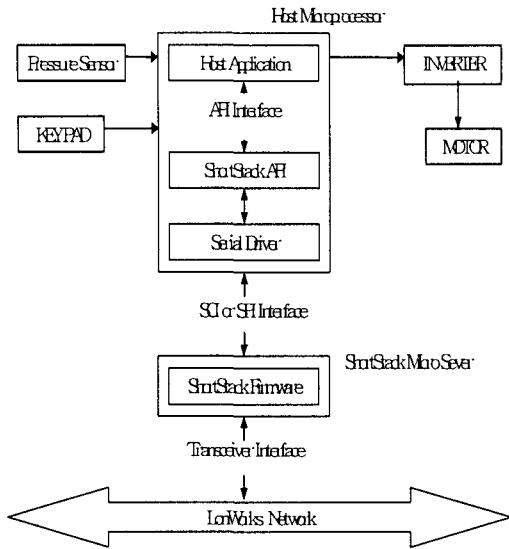 Host Microprocessor
Pressure Sensor
Host Application
INVERTER
API Interface
KEYPAD
MOTOR
ShortStack API
Serial Driver
SCI or SPI Interface
ShortStack Micro Sever
ShortStack Firmware
Transceiver Interface
LonWorks Network